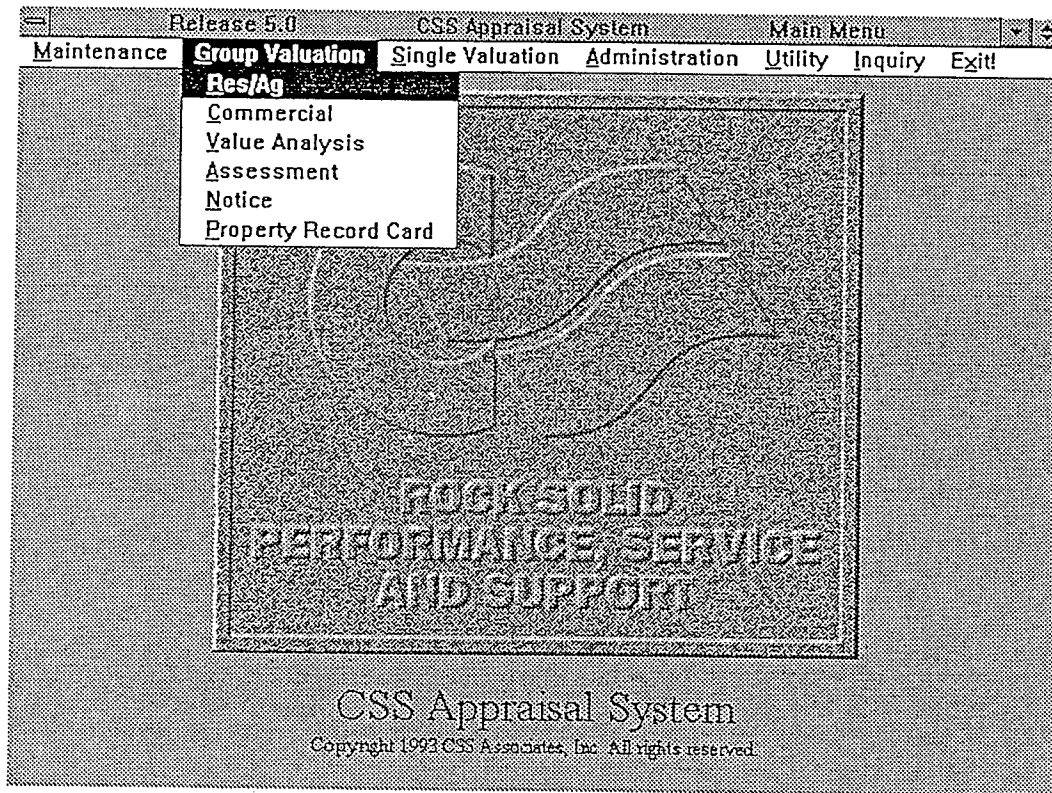 Release 5.0 CSS Appraisal System Main Menu
Maintenance Group Valuation Single Valuation Administration Utility Inquiry Exit!
Res/Ag
Commercial
Value Analysis
Assessment
Notice
Property Record Card
ROCK SOLID
PERFORMANCE, SERVICE
AND SUPPORT
CSS Appraisal System
Copyright 1993 CSS Associates, Inc. All rights reserved.